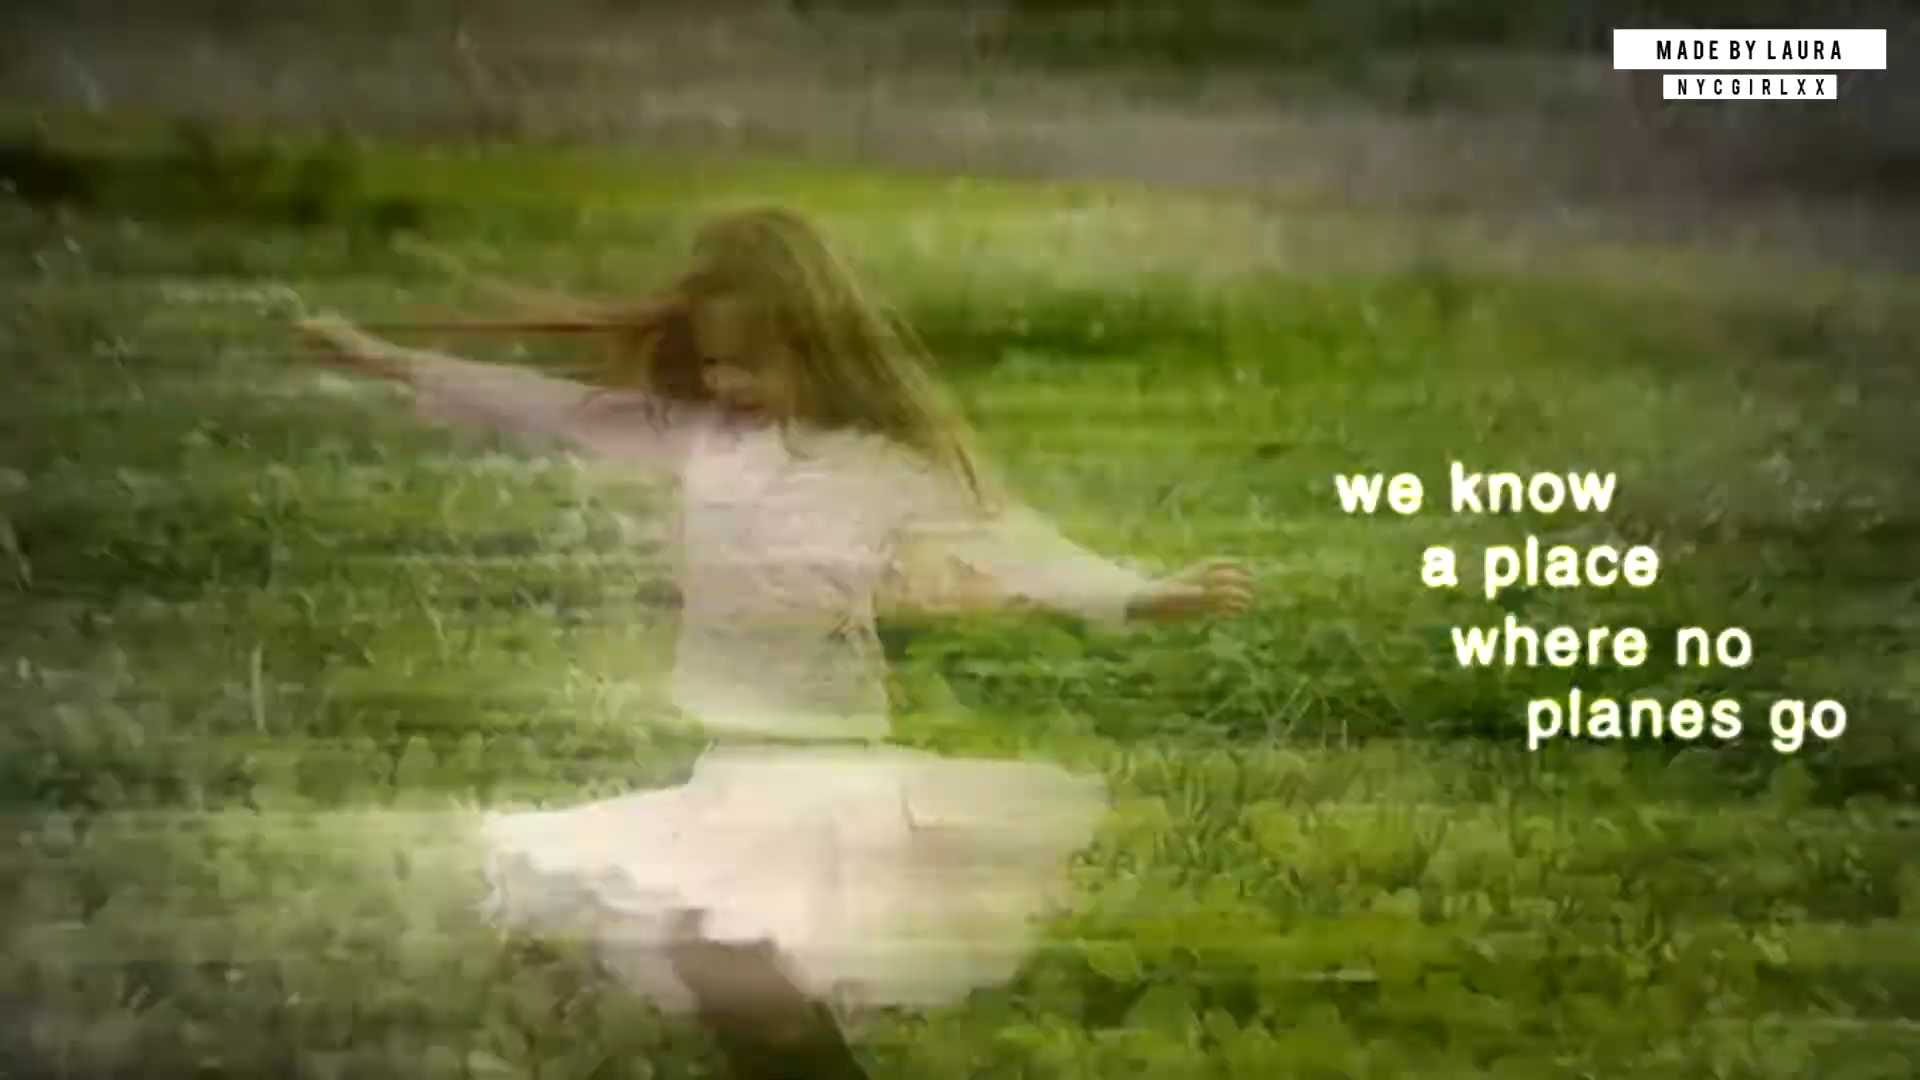 MADE BY LAURA
NYCGIRLXX
we know
a place
where no
planes go